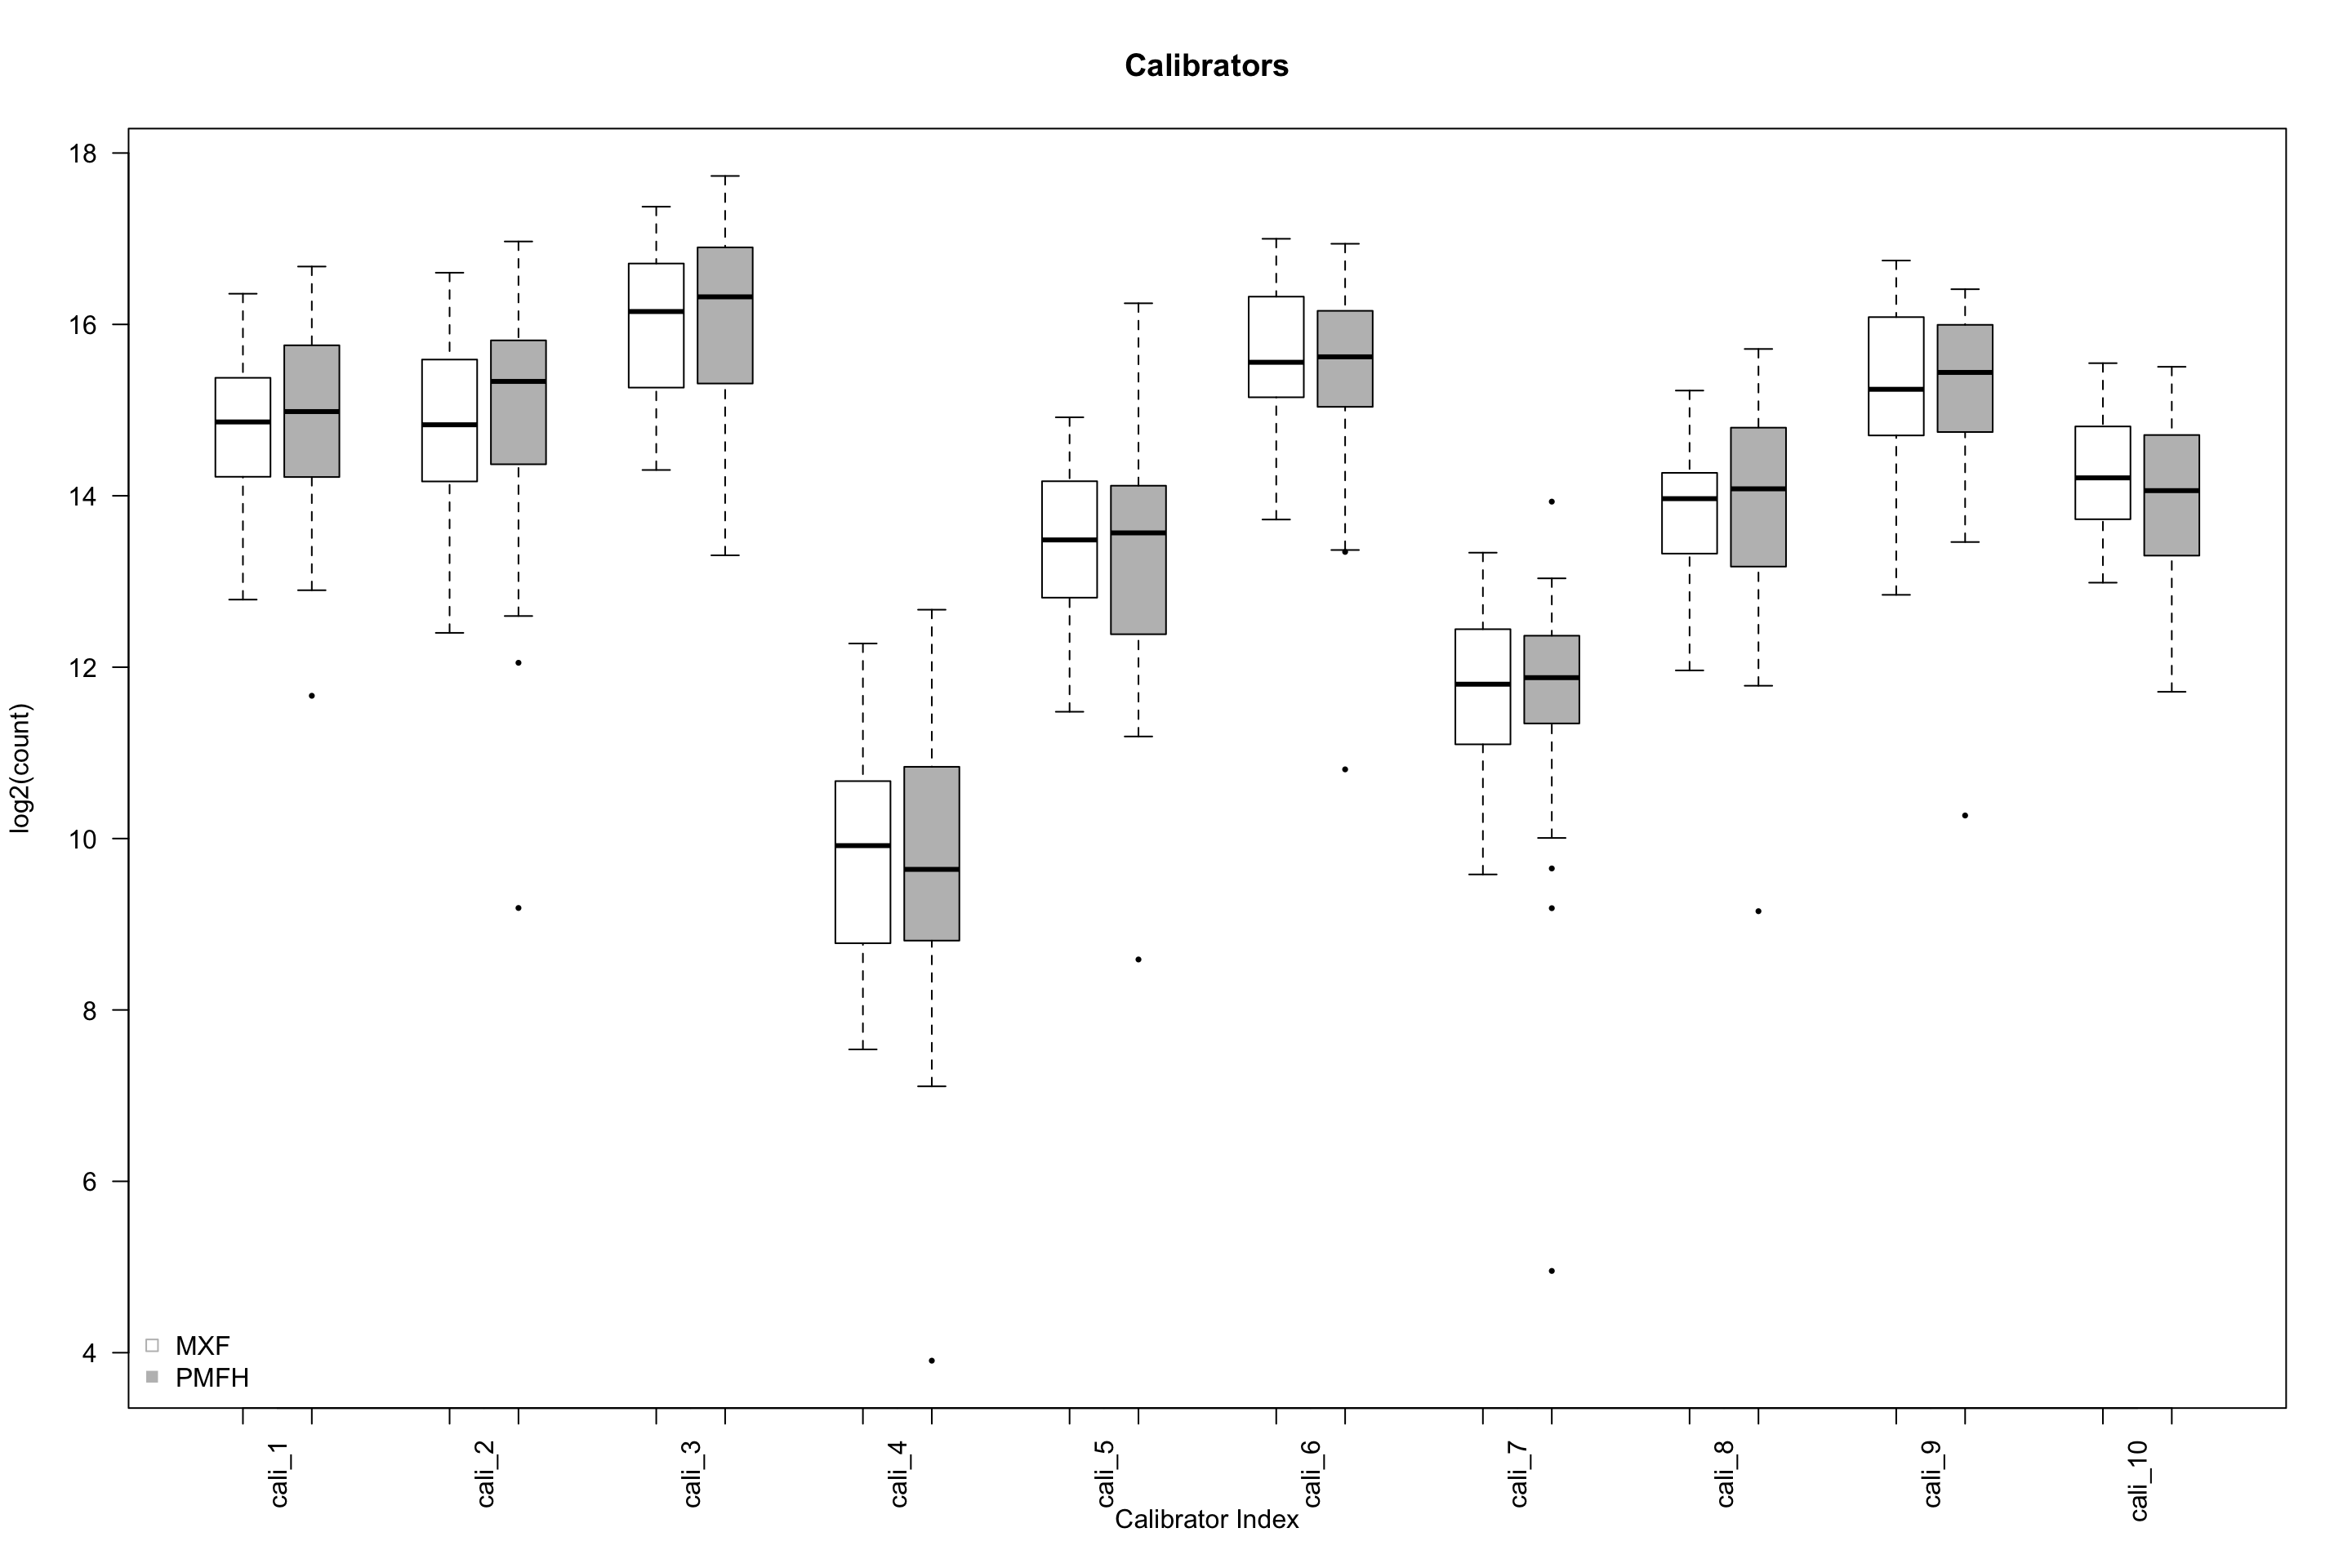 Calibrators
18
16
14
12
10
8
6
4
log2(count)
MXF
PMFH
cali_1
cali_2
cali_3
cali_4
cali_5
cali_6
cali_7
cali_8
cali_9
cali_10
Calibrator Index